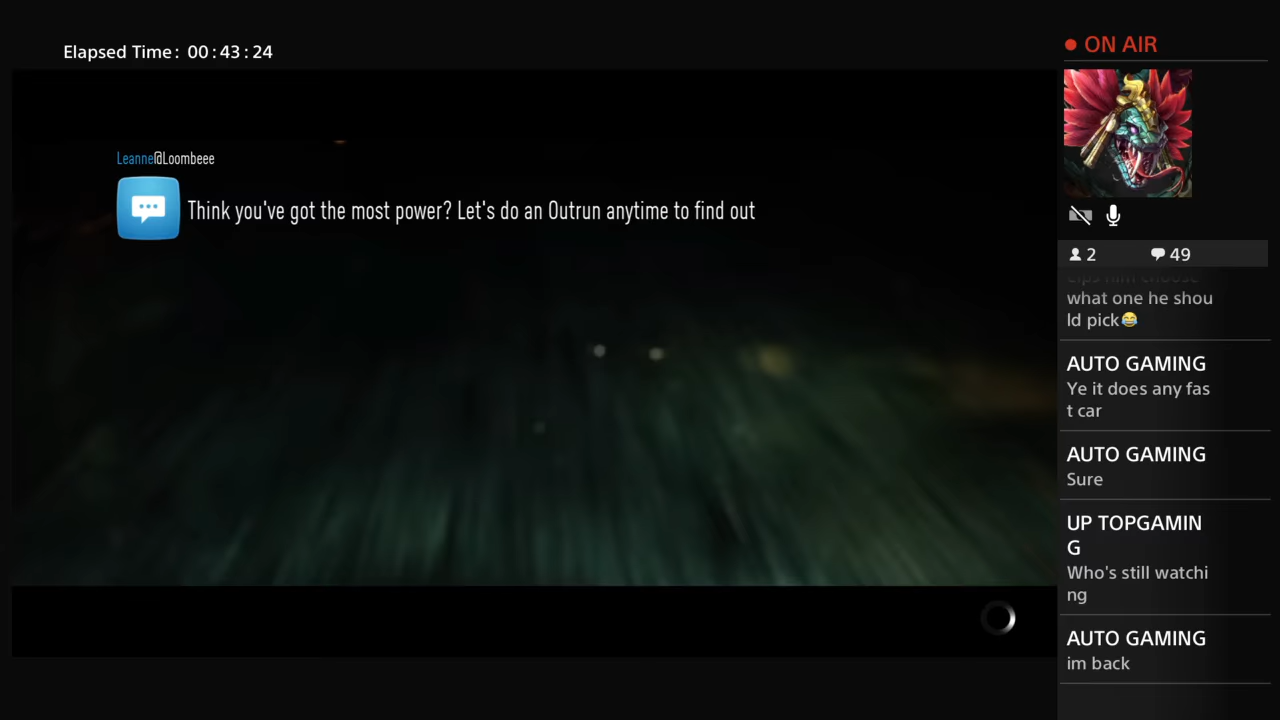 Elapsed Time: 00:43:24
ON AIR
Leanne@Loombeee
Think you've got the most power? Let's do an Outrun anytime to find out
2 49
what one he shou
ld pick😂
AUTO GAMING
Ye it does any fas
t car
AUTO GAMING
Sure
UP TOPGAMIN
G
Who's still watchi
ng
AUTO GAMING
im back